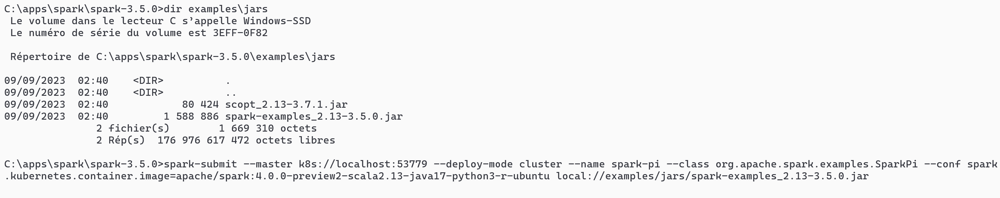 C:\apps\spark\spark-3.5.0>dir examples\jars
 Le volume dans le lecteur C s’appelle Windows-SSD
 Le numéro de série du volume est 3EFF-0F82

 Répertoire de C:\apps\spark\spark-3.5.0\examples\jars

09/09/2023  02:40    <DIR>          .
09/09/2023  02:40    <DIR>          ..
09/09/2023  02:40            80 424 scopt_2.13-3.7.1.jar
09/09/2023  02:40         1 588 886 spark-examples_2.13-3.5.0.jar
               2 fichier(s)        1 669 310 octets
               2 Rép(s)  176 976 617 472 octets libres

C:\apps\spark\spark-3.5.0>spark-submit --master k8s://localhost:53779 --deploy-mode cluster --name spark-pi --class org.apache.spark.examples.SparkPi --conf spark
.kubernetes.container.image=apache/spark:4.0.0-preview2-scala2.13-java17-python3-r-ubuntu local://examples/jars/spark-examples_2.13-3.5.0.jar